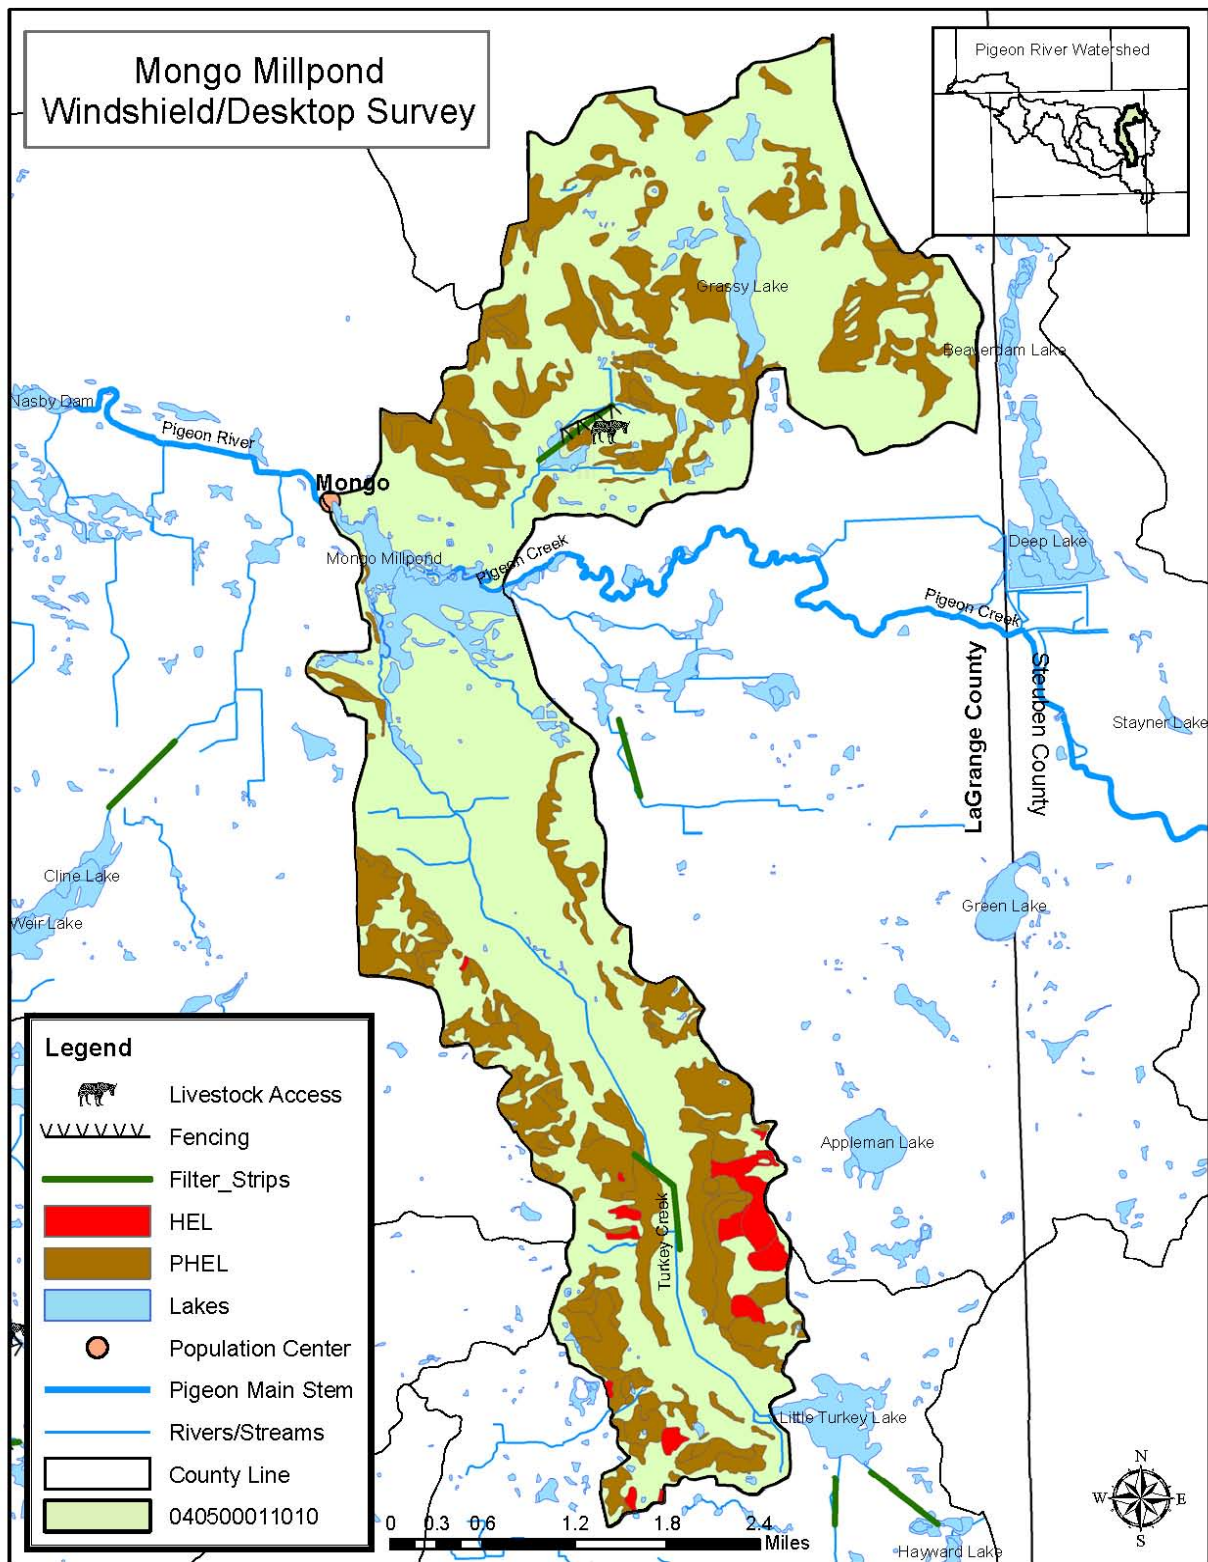 Mongo Millpond
Windshield/Desktop Survey
Pigeon River Watershed
Grassy Lake
Beaverdam Lake
Nasby Dam
Pigeon River
Mongo
Mongo Millpond
Pigeon Creek
Deep Lake
Pigeon Creek
LaGrange County
Steuben County
Stayner Lake
Cline Lake
Weir Lake
Green Lake
Appleman Lake
Turkey Creek
Little Turkey Lake
Hayward Lake
Legend
Livestock Access
Fencing
Filter_Strips
HEL
PHEL
Lakes
Population Center
Pigeon Main Stem
Rivers/Streams
County Line
040500011010
0 0.3 0.6 1.2 1.8 2.4
Miles
N
W E
S